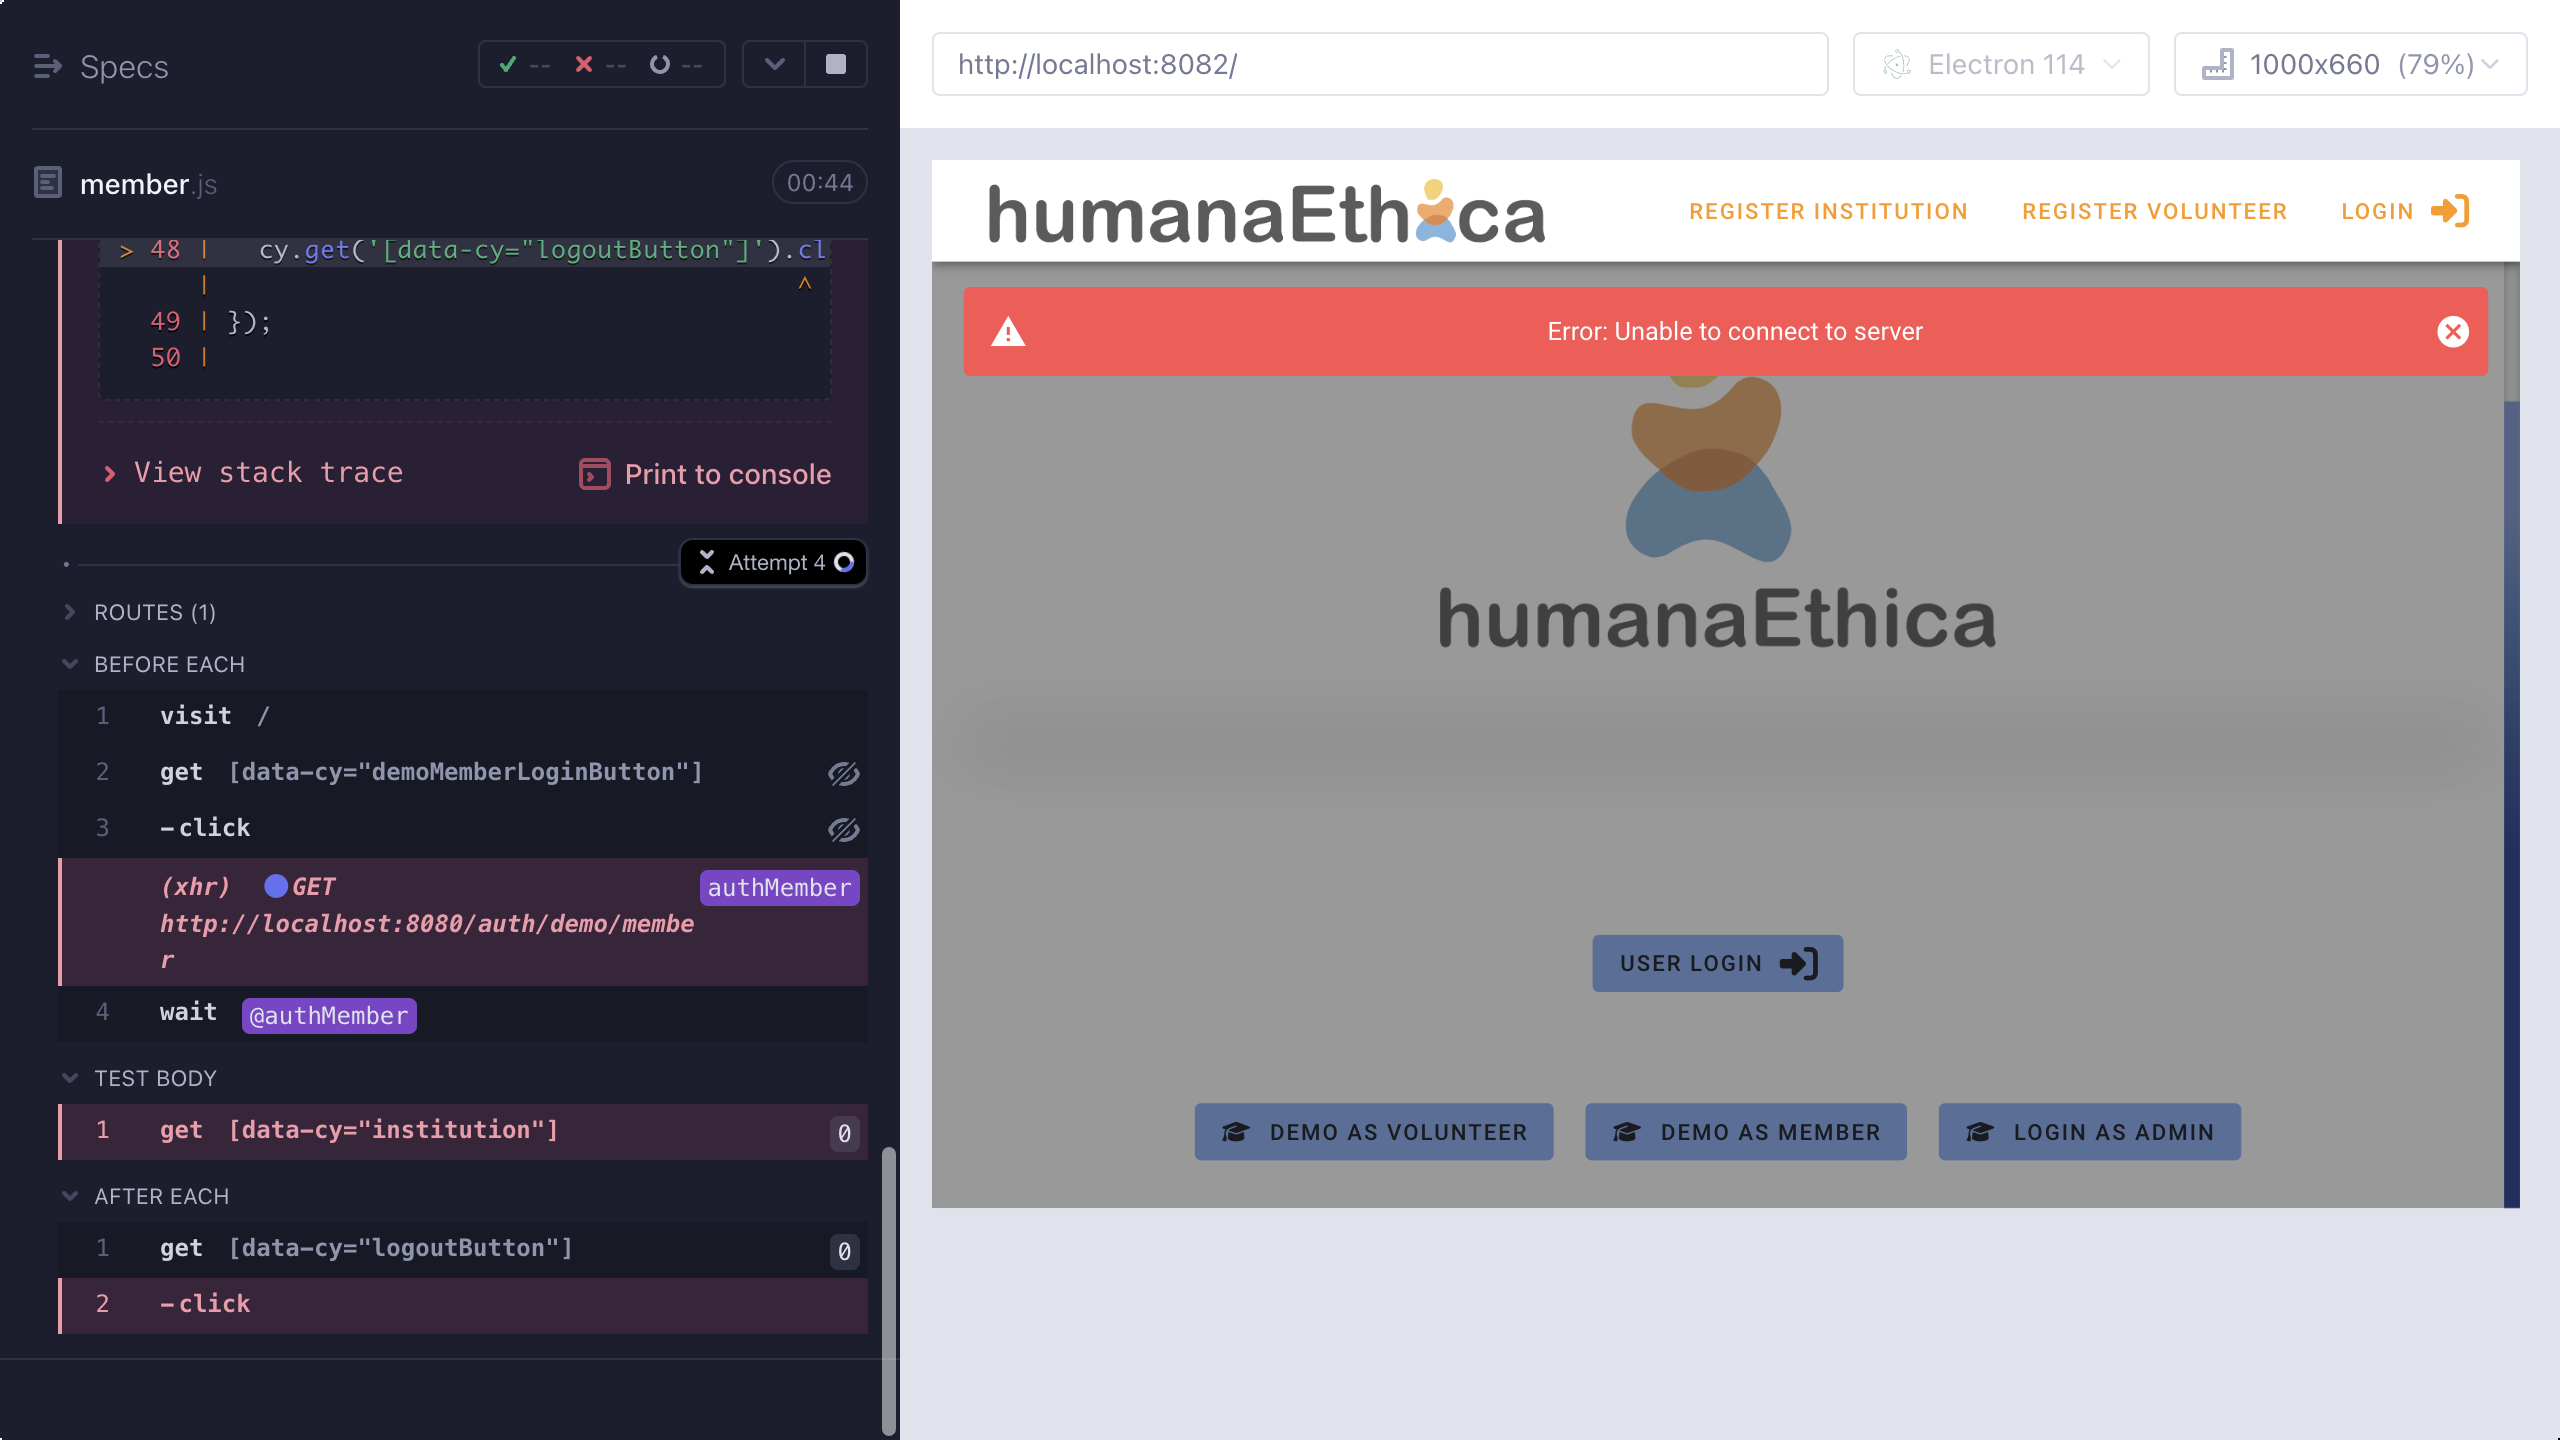 Specs
--
--
--
member.js
00:44
> 48 |   cy.get('[data-cy="logoutButton"]').cl
|                                      ^
49 | });
50 |
View stack trace
Print to console
Attempt 4
ROUTES (1)
BEFORE EACH
1 visit /
2 get [data-cy="demoMemberLoginButton"]
3 -click
(xhr) GET
http://localhost:8080/auth/demo/membe
r
authMember
4 wait @authMember
TEST BODY
1 get [data-cy="institution"] 0
AFTER EACH
1 get [data-cy="logoutButton"] 0
2 -click
http://localhost:8082/
Electron 114
1000x660 (79%)
humanaEthica
REGISTER INSTITUTION
REGISTER VOLUNTEER
LOGIN
Error: Unable to connect to server
humanaEthica
USER LOGIN
DEMO AS VOLUNTEER
DEMO AS MEMBER
LOGIN AS ADMIN